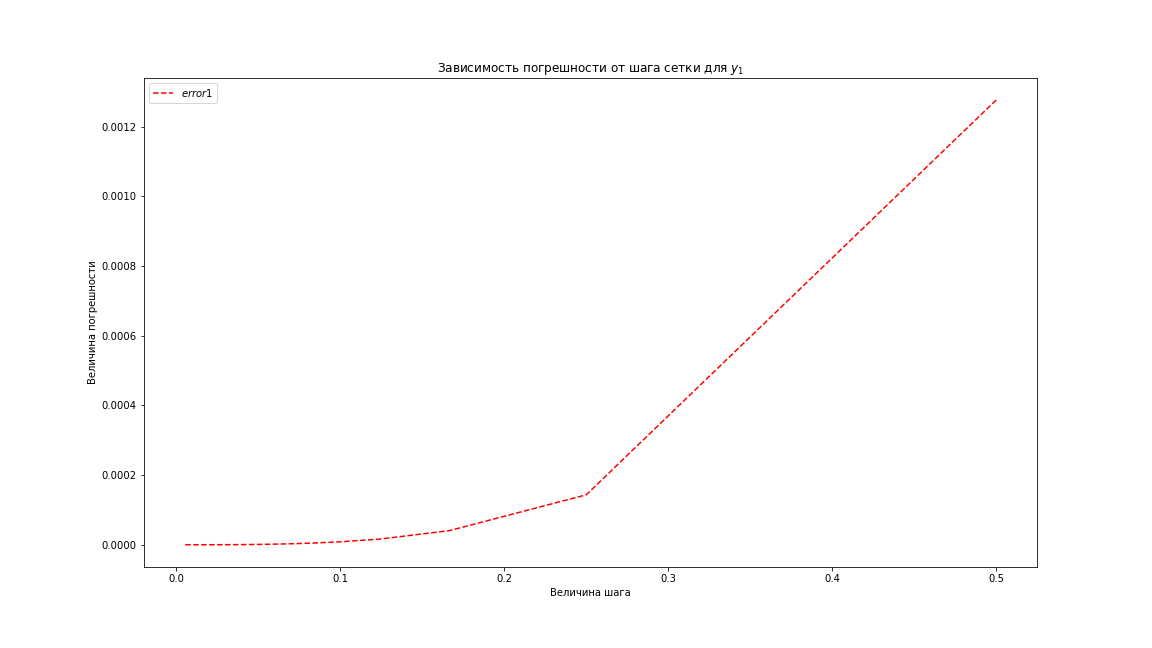 Зависимость погрешности от шага сетки для y₁
error1
0.0012
0.0010
0.0008
0.0006
0.0004
0.0002
0.0000
Величина погрешности
0.0 0.1 0.2 0.3 0.4 0.5
Величина шага